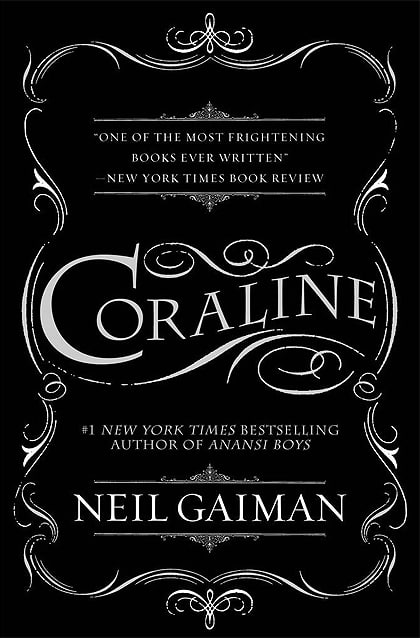 "ONE OF THE MOST FRIGHTENING
BOOKS EVER WRITTEN"
—NEW YORK TIMES BOOK REVIEW
CORALINE
#1 NEW YORK TIMES BESTSELLING
AUTHOR OF ANANSI BOYS
NEIL GAIMAN